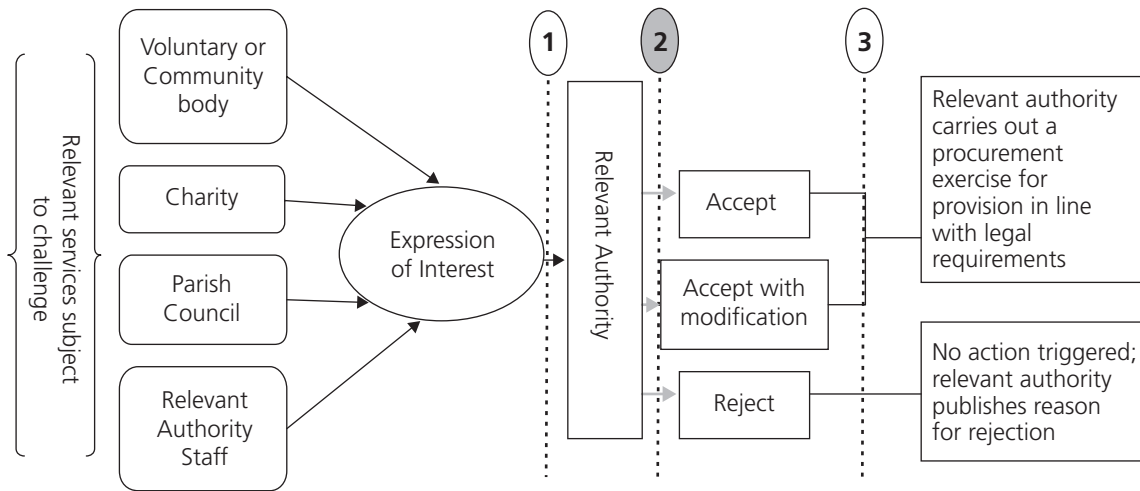 Relevant services subject
to challenge
Voluntary or
Community
body
Charity
Parish
Council
Relevant
Authority
Staff
Expression
of Interest
1
Relevant Authority
2
Accept
Accept with
modification
Reject
3
Relevant authority
carries out a
procurement
exercise for
provision in line
with legal
requirements
No action triggered;
relevant authority
publishes reason
for rejection